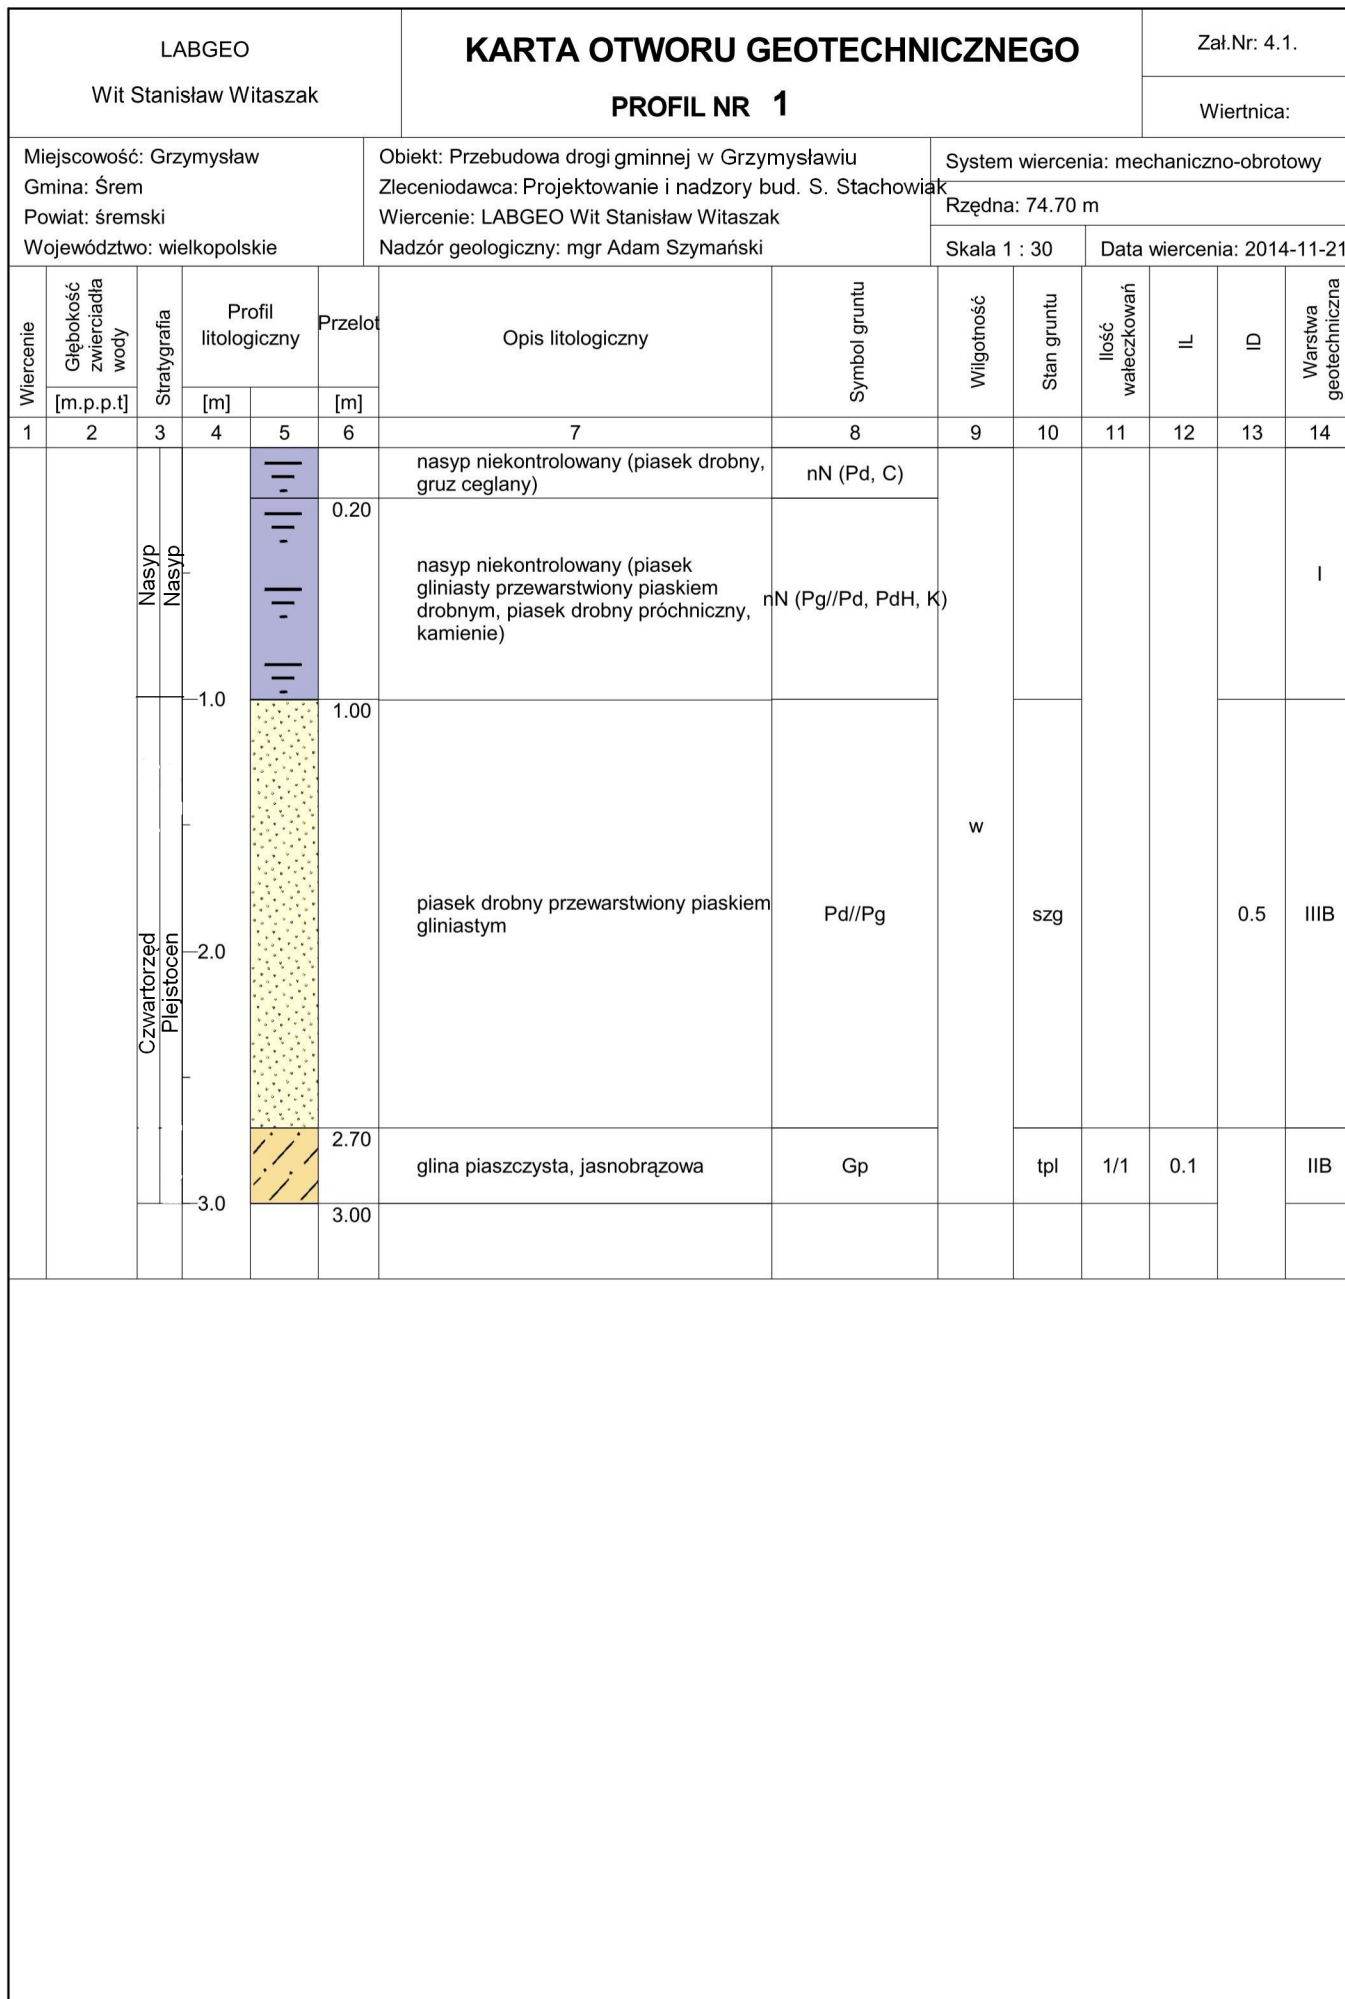 LABGEO
Wit Stanisław Witaszak
KARTA OTWORU GEOTECHNICZNEGO
PROFIL NR 1
Zał.Nr: 4.1.
Wiertnica:
Miejscowość: Grzymysław
Gmina: Śrem
Powiat: śremski
Województwo: wielkopolskie
Obiekt: Przebudowa drogi gminnej w Grzymysławiu
Zleceniodawca: Projektowanie i nadzory bud. S. Stachowiak
Wiercenie: LABGEO Wit Stanisław Witaszak
Nadzór geologiczny: mgr Adam Szymański
System wiercenia: mechaniczno-obrotowy
Rzędna: 74.70 m
Skala 1 : 30
Data wiercenia: 2014-11-21
Wiercenie
Głębokość
zwierciadła
wody
[m.p.p.t]
Stratygrafia
Profil
litologiczny
[m]
Przelot
[m]
Opis litologiczny
Symbol gruntu
Wilgotność
Stan gruntu
Ilość
wałeczkowań
IL
ID
Warstwa
geotechniczna
1 2 3 4 5 6 7 8 9 10 11 12 13 14
nasyp niekontrolowany (piasek drobny,
gruz ceglany)
nN (Pd, C)
0.20
Nasyp
Nasyp
nasyp niekontrolowany (piasek
gliniasty przewarstwiony piaskiem
drobnym, piasek drobny próchniczny,
kamienie)
nN (Pg//Pd, PdH, K)
I
1.0
1.00
w
Czwartorzęd
Plejstocen
2.0
piasek drobny przewarstwiony piaskiem
gliniastym
Pd//Pg
szg
0.5
IIIB
2.70
glina piaszczysta, jasnobrązowa
Gp
tpl
1/1
0.1
IIB
3.0
3.00